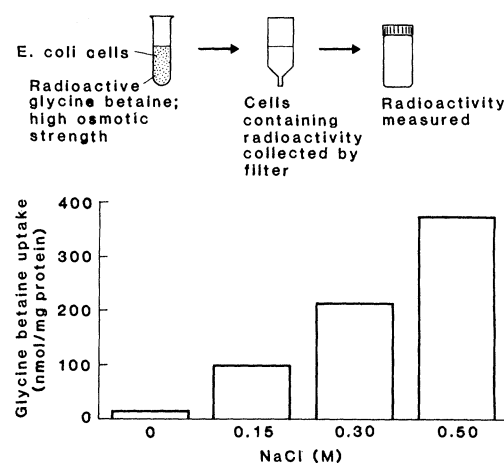 E. coli cells
Radioactive
glycine betaine;
high osmotic
strength
Cells
containing
radioactivity
collected by
filter
Radioactivity
measured
Glycine betaine uptake
(nmol/mg protein)
400
300
200
100
0
0 0.15 0.30 0.50
NaCl (M)